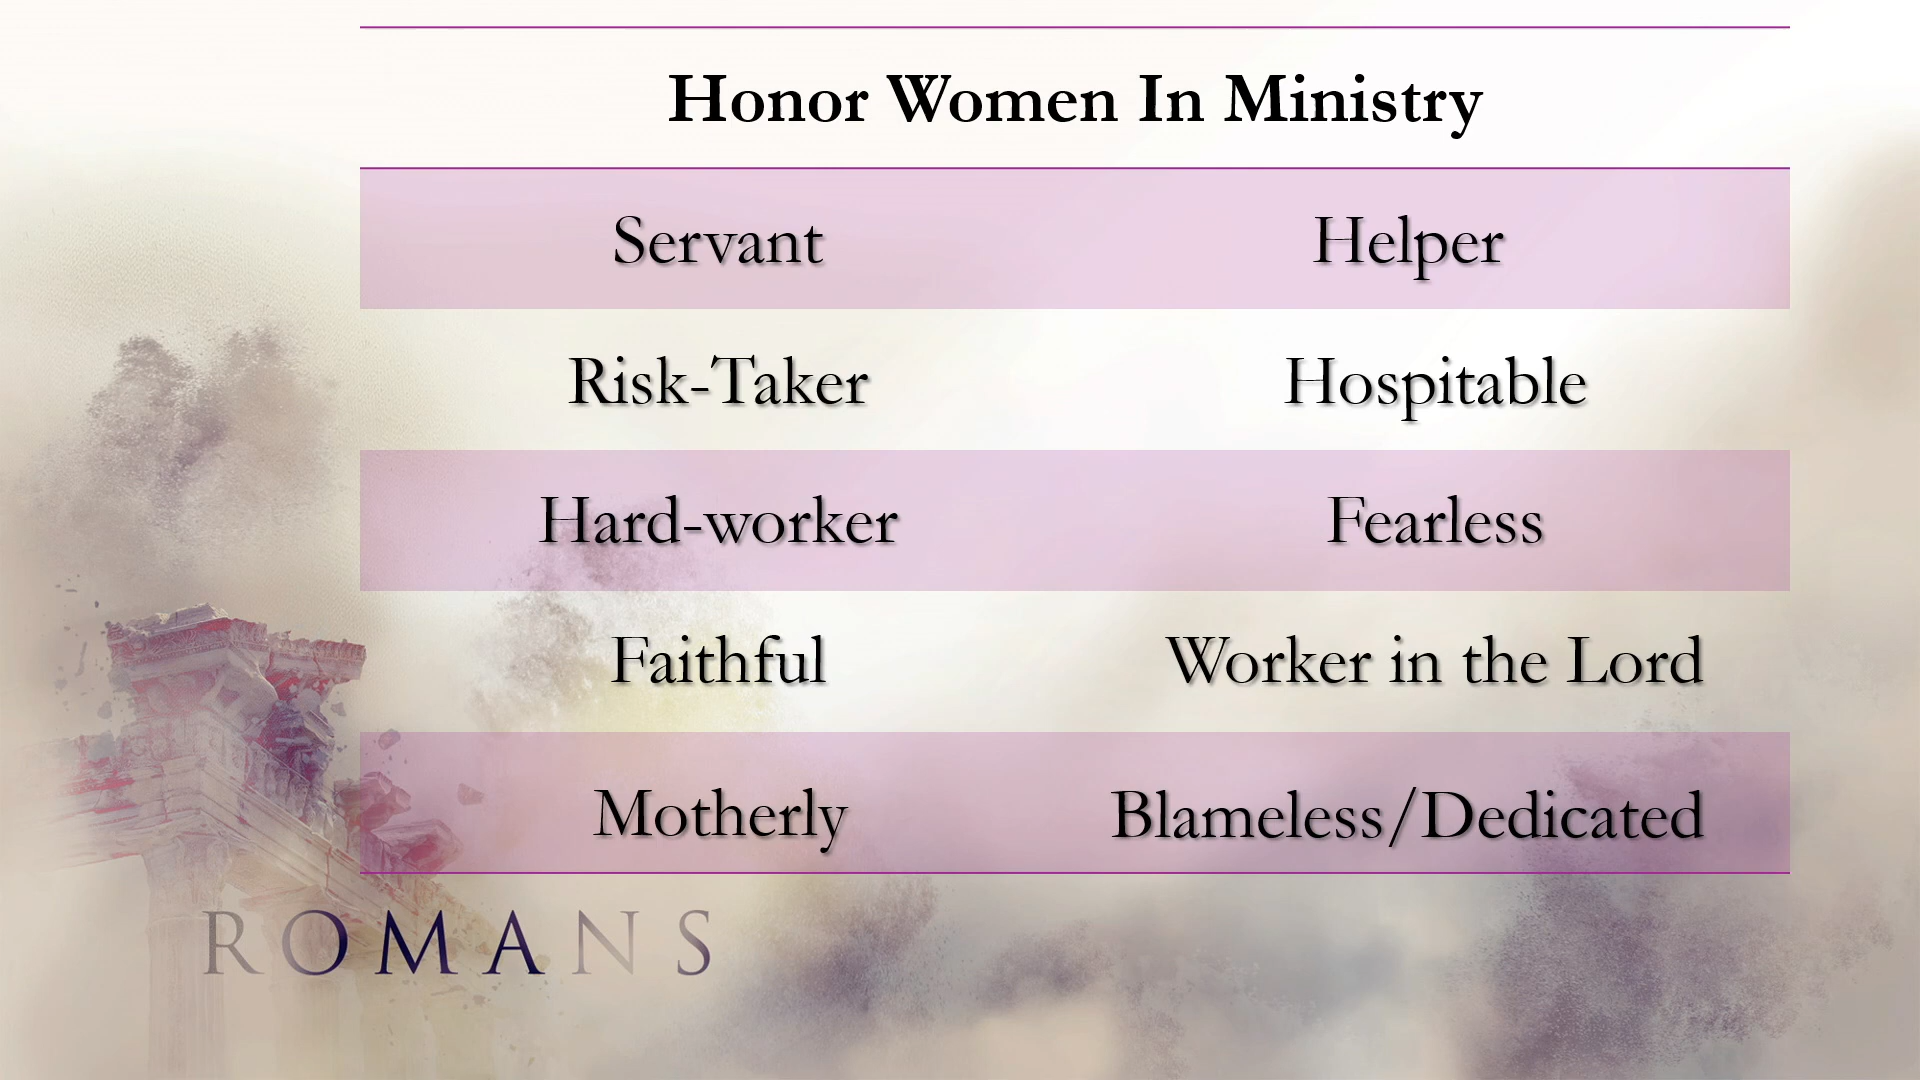 Honor Women In Ministry
Servant Helper
Risk-Taker Hospitable
Hard-worker Fearless
Faithful Worker in the Lord
Motherly Blameless/Dedicated
ROMANS